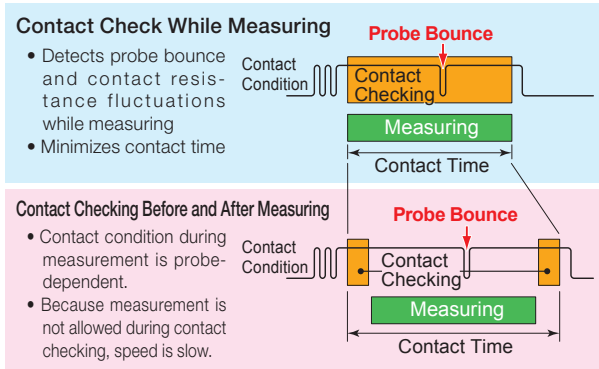 Contact Check While Measuring
• Detects probe bounce
and contact resis-
tance fluctuations
while measuring
• Minimizes contact time
Probe Bounce
Contact
Condition
Contact
Checking
Measuring
Contact Time
Contact Checking Before and After Measuring
• Contact condition during
measurement is probe-
dependent.
• Because measurement is
not allowed during contact
checking, speed is slow.
Probe Bounce
Contact
Condition
Contact
Checking
Measuring
Contact Time